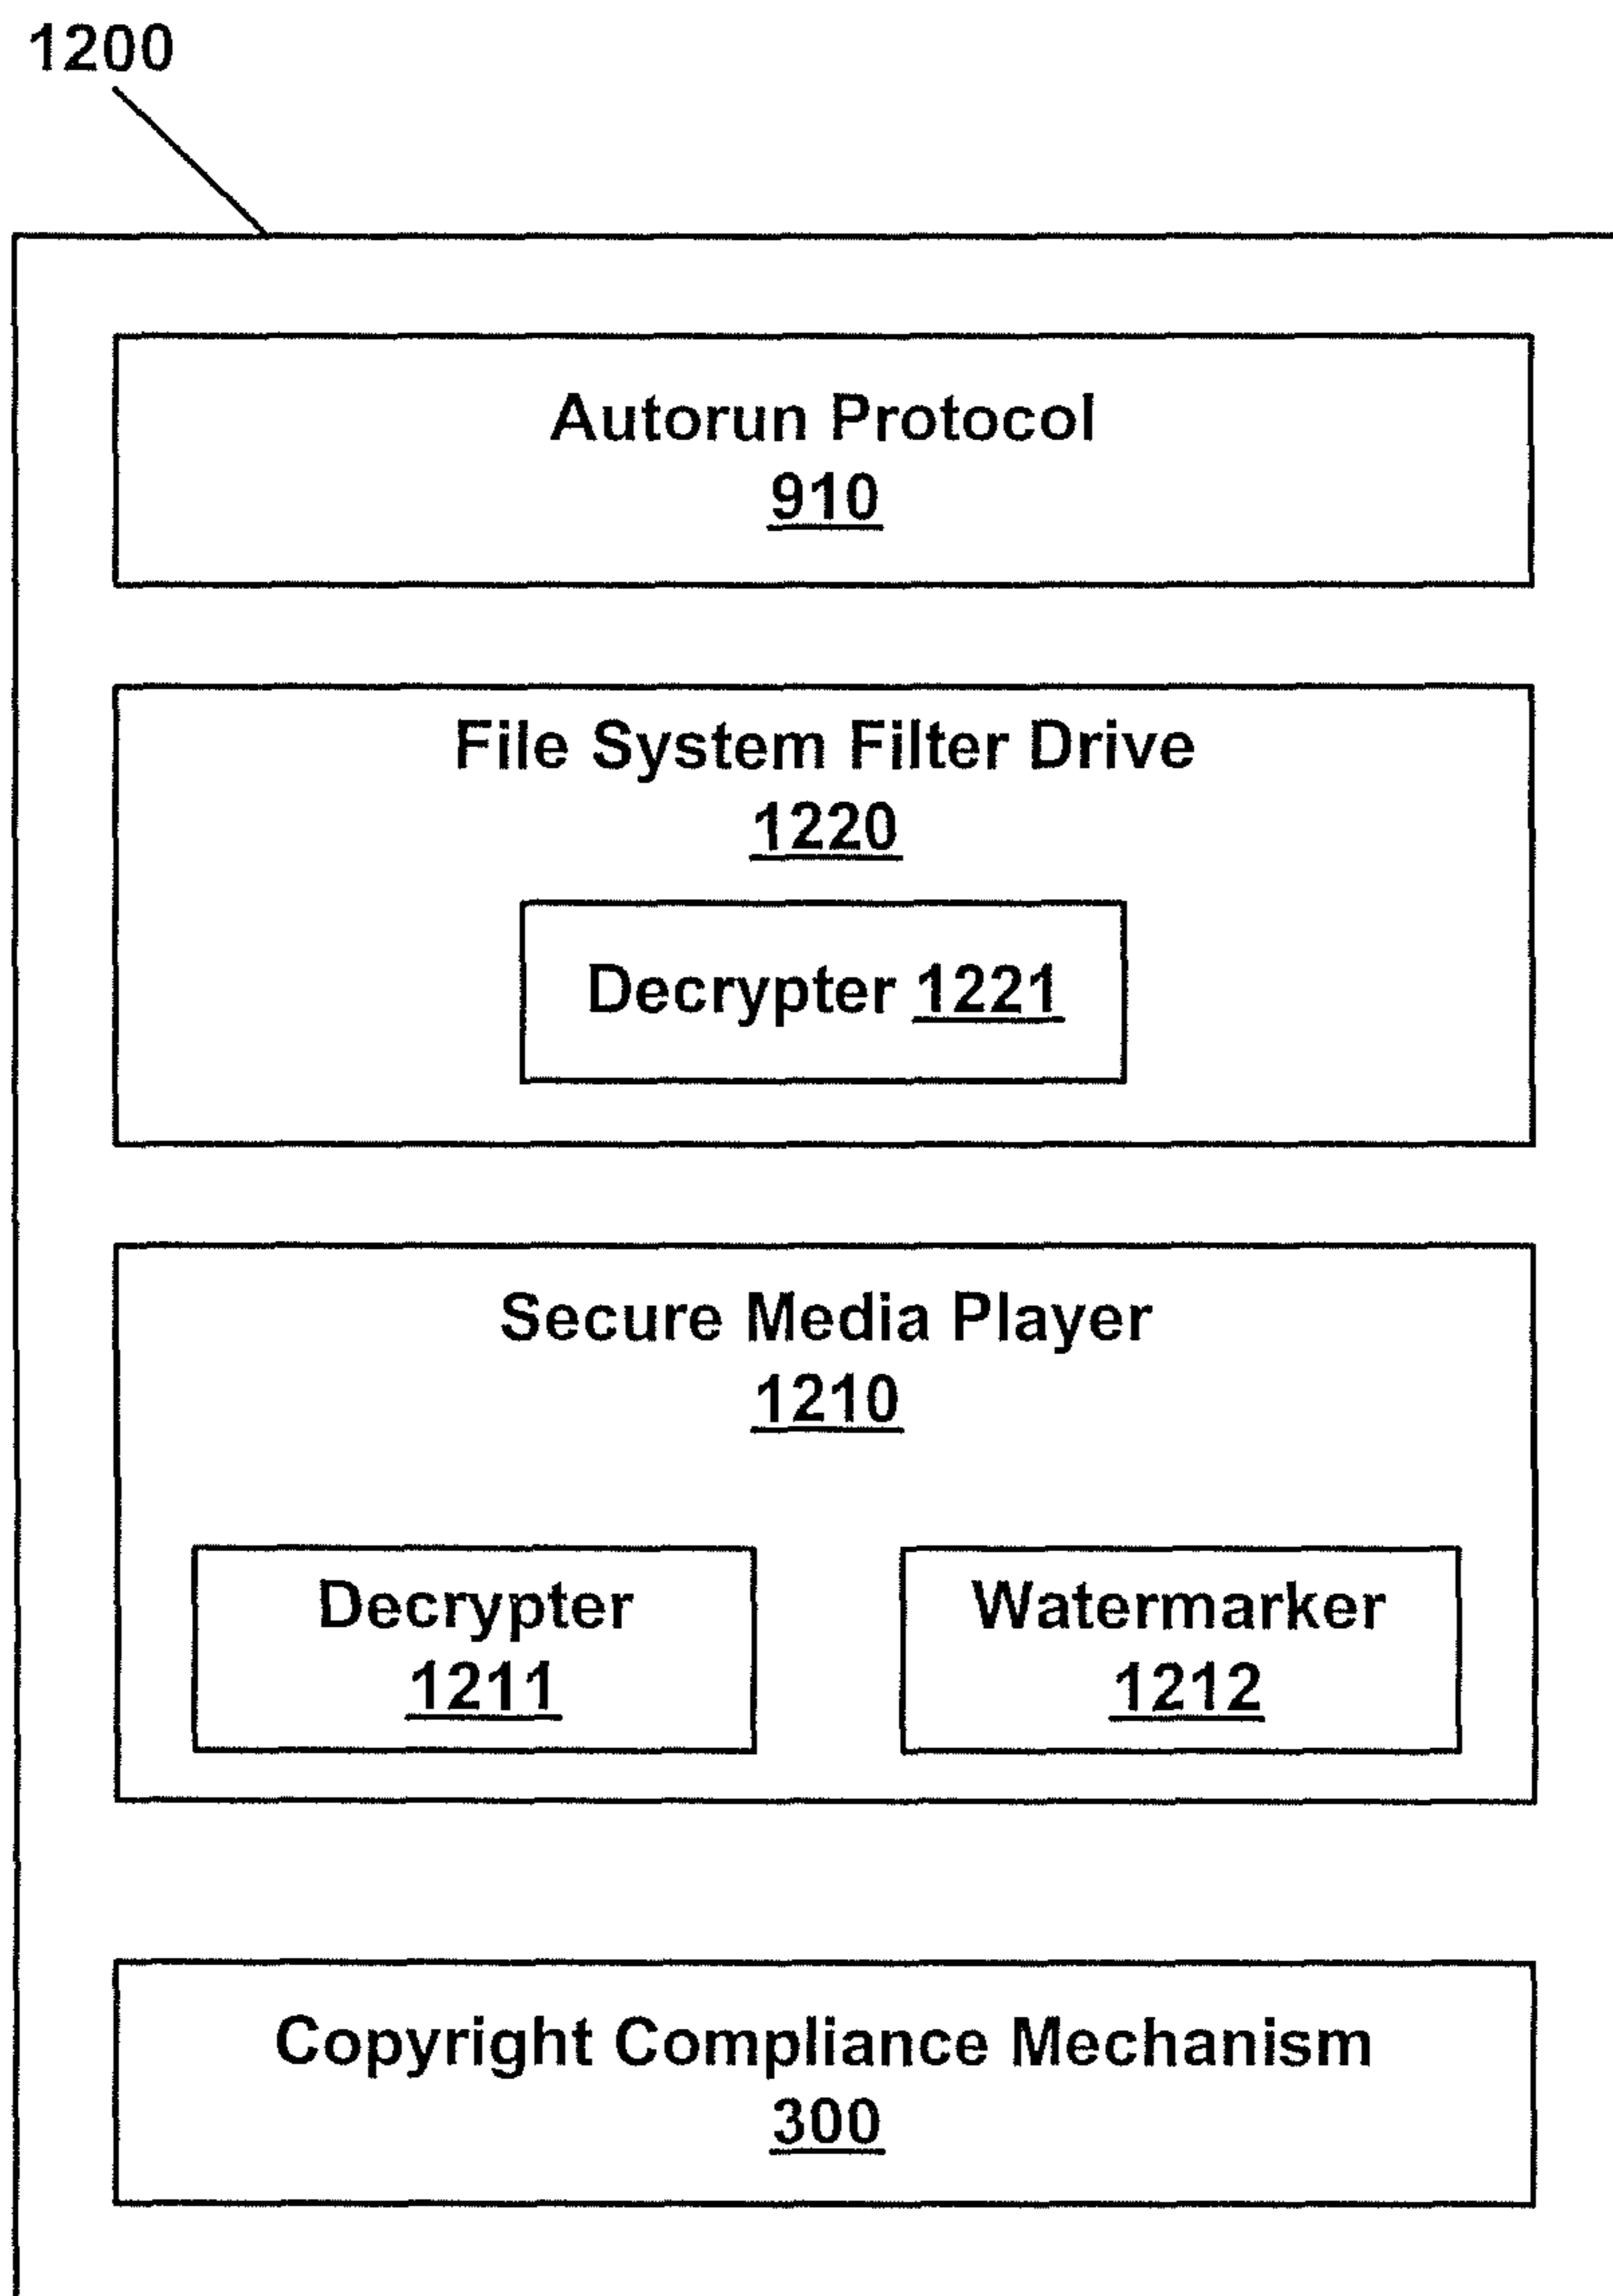 1200
Autorun Protocol
910
File System Filter Drive
1220
Decrypter 1221
Secure Media Player
1210
Decrypter
1211
Watermarker
1212
Copyright Compliance Mechanism
300